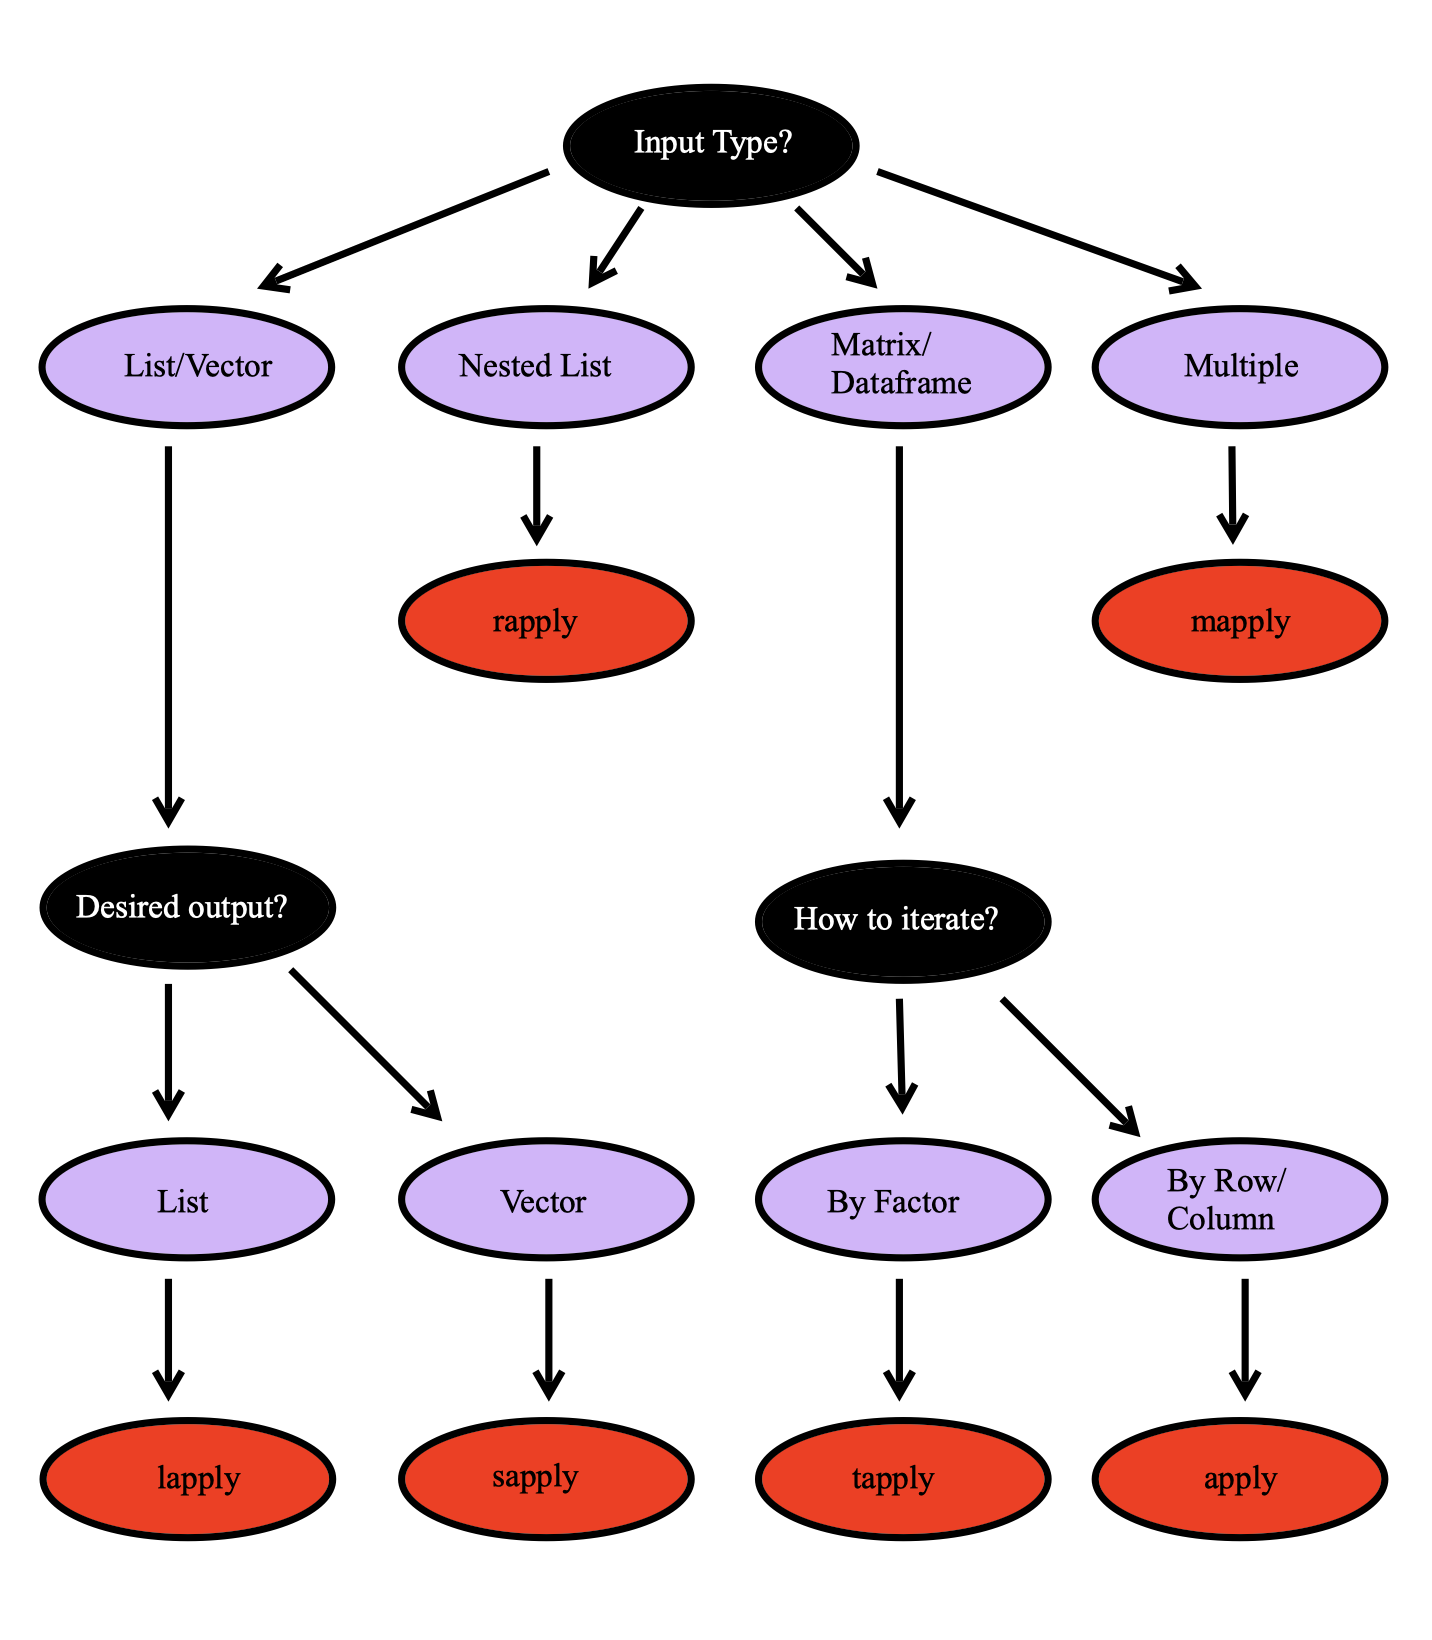 Input Type?
List/Vector
Nested List
Matrix/
Dataframe
Multiple
rapply
mapply
Desired output?
How to iterate?
List
Vector
By Factor
By Row/
Column
lapply
sapply
tapply
apply